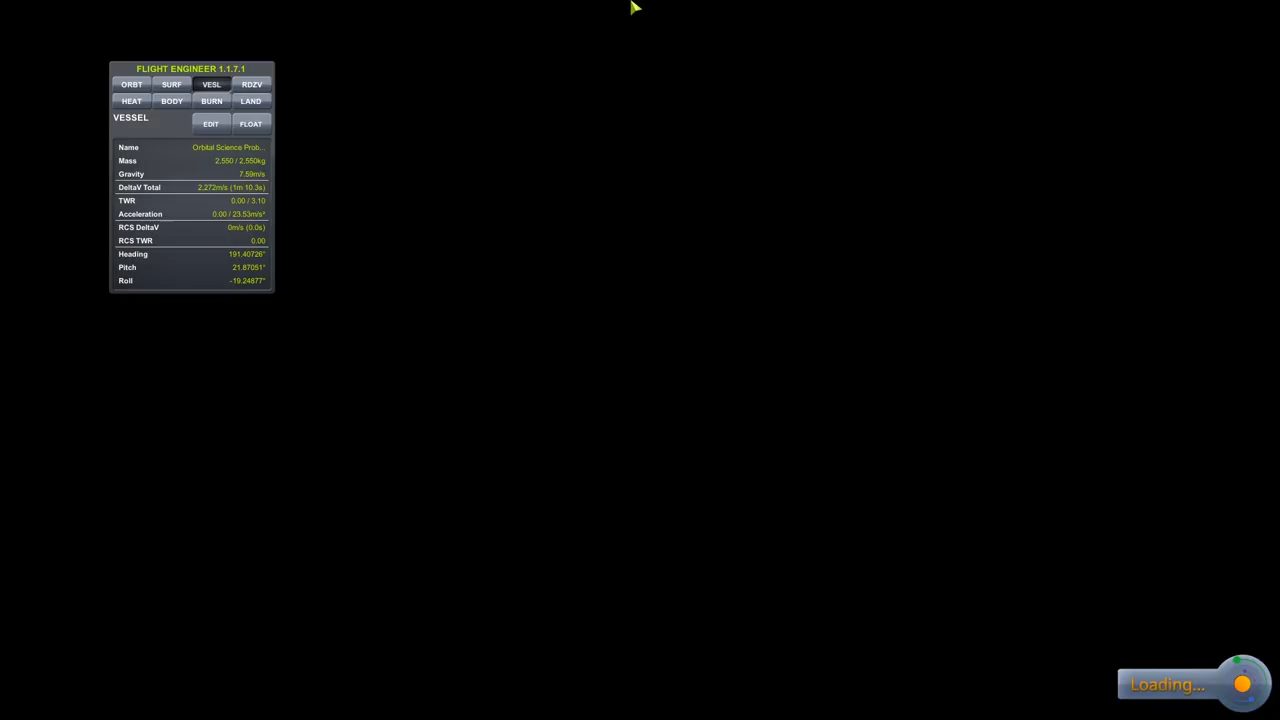 FLIGHT ENGINEER 1.1.7.1
ORBT SURF VESL RDZV
HEAT BODY BURN LAND
VESSEL EDIT FLOAT
Name Orbital Science Prob...
Mass 2,550 / 2,550kg
Gravity 7.59m/s
DeltaV Total 2,272m/s (1m 10.3s)
TWR 0.00 / 3.10
Acceleration 0.00 / 23.53m/s²
RCS DeltaV 0m/s (0.0s)
RCS TWR 0.00
Heading 191.40726°
Pitch 21.87051°
Roll -19.24877°
Loading...